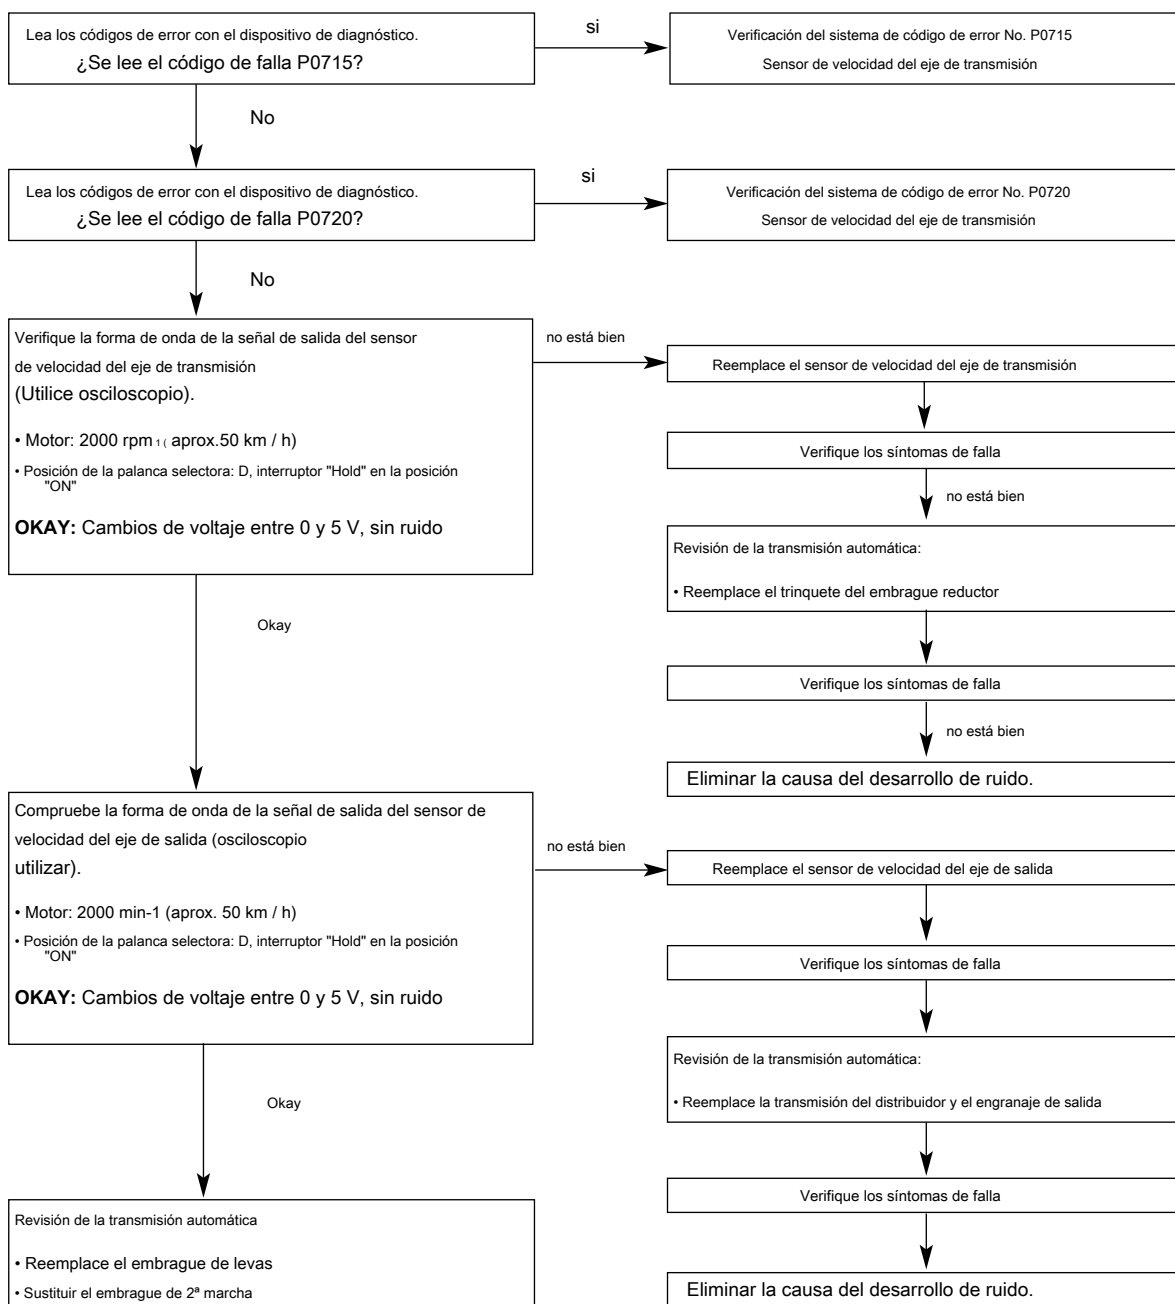 Lea los códigos de error con el dispositivo de diagnóstico.
¿Se lee el código de falla P0715?
si
Verificación del sistema de código de error No. P0715
Sensor de velocidad del eje de transmisión
No
Lea los códigos de error con el dispositivo de diagnóstico.
¿Se lee el código de falla P0720?
si
Verificación del sistema de código de error No. P0720
Sensor de velocidad del eje de transmisión
No
Verifique la forma de onda de la señal de salida del sensor
de velocidad del eje de transmisión
(Utilice osciloscopio).
• Motor: 2000 rpm 1 ( aprox.50 km / h)
• Posición de la palanca selectora: D, interruptor "Hold" en la posición
"ON"
OKAY: Cambios de voltaje entre 0 y 5 V, sin ruido
no está bien
Reemplace el sensor de velocidad del eje de transmisión
Verifique los síntomas de falla
no está bien
Revisión de la transmisión automática:
• Reemplace el trinquete del embrague reductor
Verifique los síntomas de falla
no está bien
Eliminar la causa del desarrollo de ruido.
Okay
Compruebe la forma de onda de la señal de salida del sensor de
velocidad del eje de salida (osciloscopio
utilizar).
• Motor: 2000 min-1 (aprox. 50 km / h)
• Posición de la palanca selectora: D, interruptor "Hold" en la posición
"ON"
OKAY: Cambios de voltaje entre 0 y 5 V, sin ruido
no está bien
Reemplace el sensor de velocidad del eje de salida
Verifique los síntomas de falla
Revisión de la transmisión automática:
• Reemplace la transmisión del distribuidor y el engranaje de salida
Verifique los síntomas de falla
Eliminar la causa del desarrollo de ruido.
Okay
Revisión de la transmisión automática
• Reemplace el embrague de levas
• Sustituir el embrague de 2ª marcha